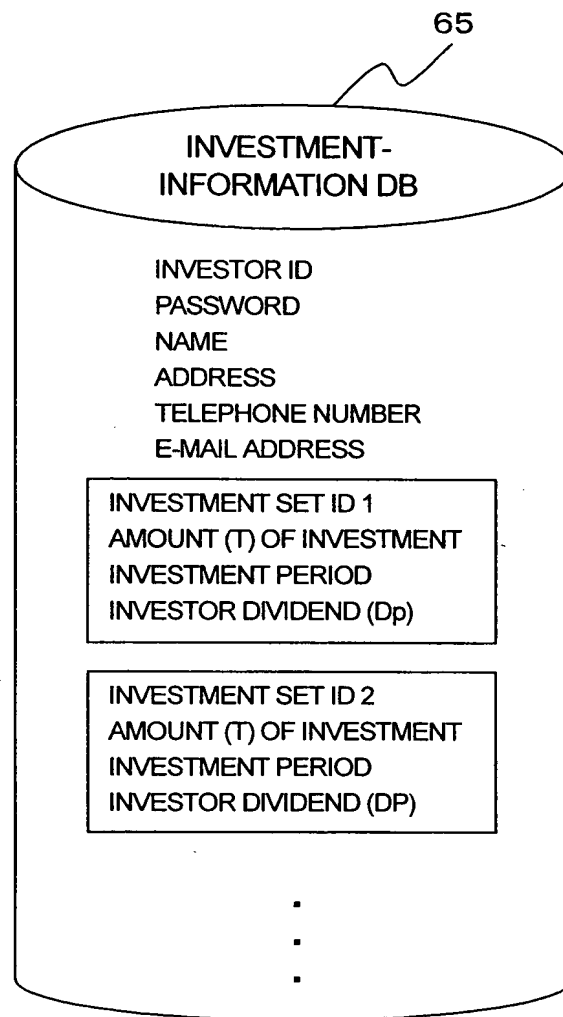 65
INVESTMENT-
INFORMATION DB
INVESTOR ID
PASSWORD
NAME
ADDRESS
TELEPHONE NUMBER
E-MAIL ADDRESS
INVESTMENT SET ID 1
AMOUNT (T) OF INVESTMENT
INVESTMENT PERIOD
INVESTOR DIVIDEND (Dp)
INVESTMENT SET ID 2
AMOUNT (T) OF INVESTMENT
INVESTMENT PERIOD
INVESTOR DIVIDEND (DP)